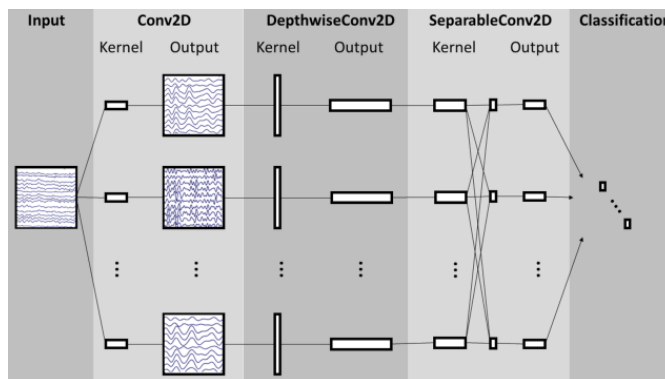 Input Conv2D DepthwiseConv2D SeparableConv2D Classification
Kernel Output Kernel Output Kernel Output